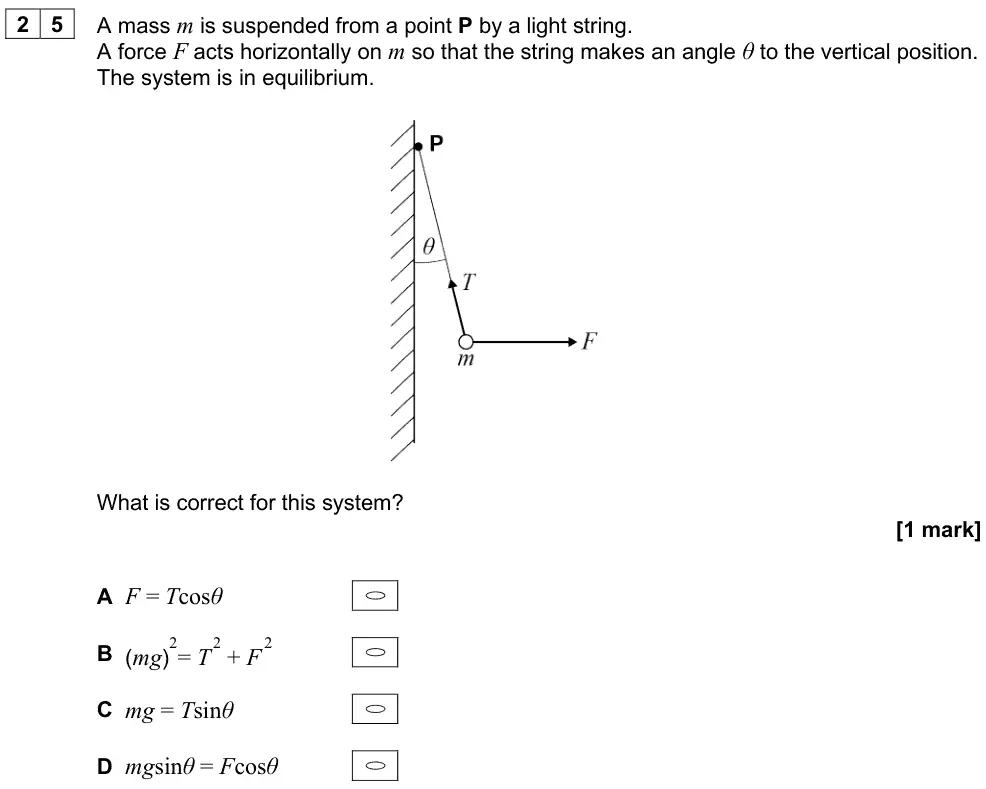 2 5 A mass m is suspended from a point P by a light string.
A force F acts horizontally on m so that the string makes an angle θ to the vertical position.
The system is in equilibrium.
P
θ
T
F
m
What is correct for this system?
[1 mark]
A F = Tcosθ
B (mg)² = T² + F²
C mg = Tsinθ
D mgsinθ = Fcosθ